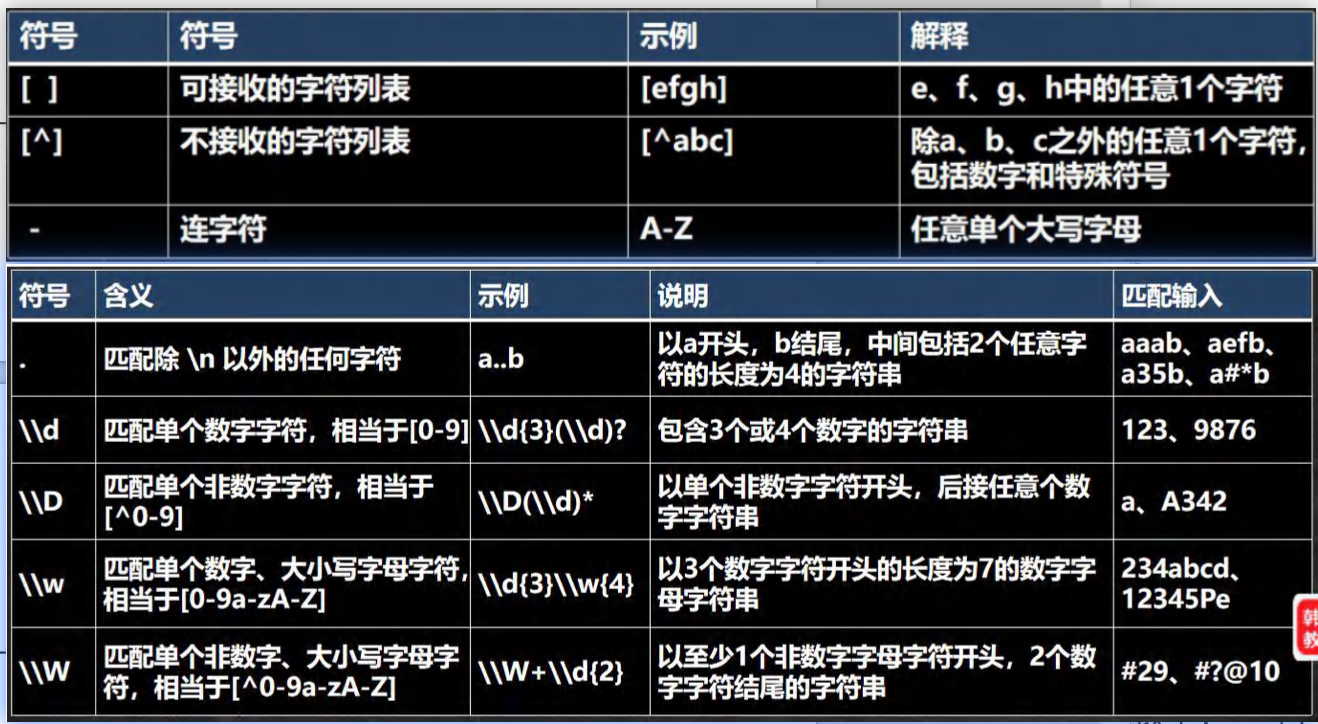 符号 符号 示例 解释
[ ] 可接收的字符列表 [efgh] e、f、g、h中的任意1个字符
[^] 不接收的字符列表 [^abc] 除a、b、c之外的任意1个字符,
包括数字和特殊符号
- 连字符 A-Z 任意单个大写字母
符号 含义 示例 说明 匹配输入
. 匹配除 \n 以外的任何字符 a..b 以a开头，b结尾，中间包括2个任意字 aaab、aefb、
符的长度为4的字符串 a35b、a#*b
\\d 匹配单个数字字符，相当于[0-9] \\d{3}(\\d)? 包含3个或4个数字的字符串 123、9876
\\D 匹配单个非数字字符，相当于 \\D(\\d)* 以单个非数字字符开头，后接任意个数 a、A342
[^0-9] 字字符串
\\w 匹配单个数字、大小写字母字符, \\d{3}\\w{4} 以3个数字字符开头的长度为7的数字字 234abcd、
相当于[0-9a-zA-Z] 母字符串 12345Pe
\\W 匹配单个非数字、大小写字母字 \\W+\\d{2} 以至少1个非数字字母字符开头，2个数 #29、#?@10
符，相当于[^0-9a-zA-Z] 字字符结尾的字符串